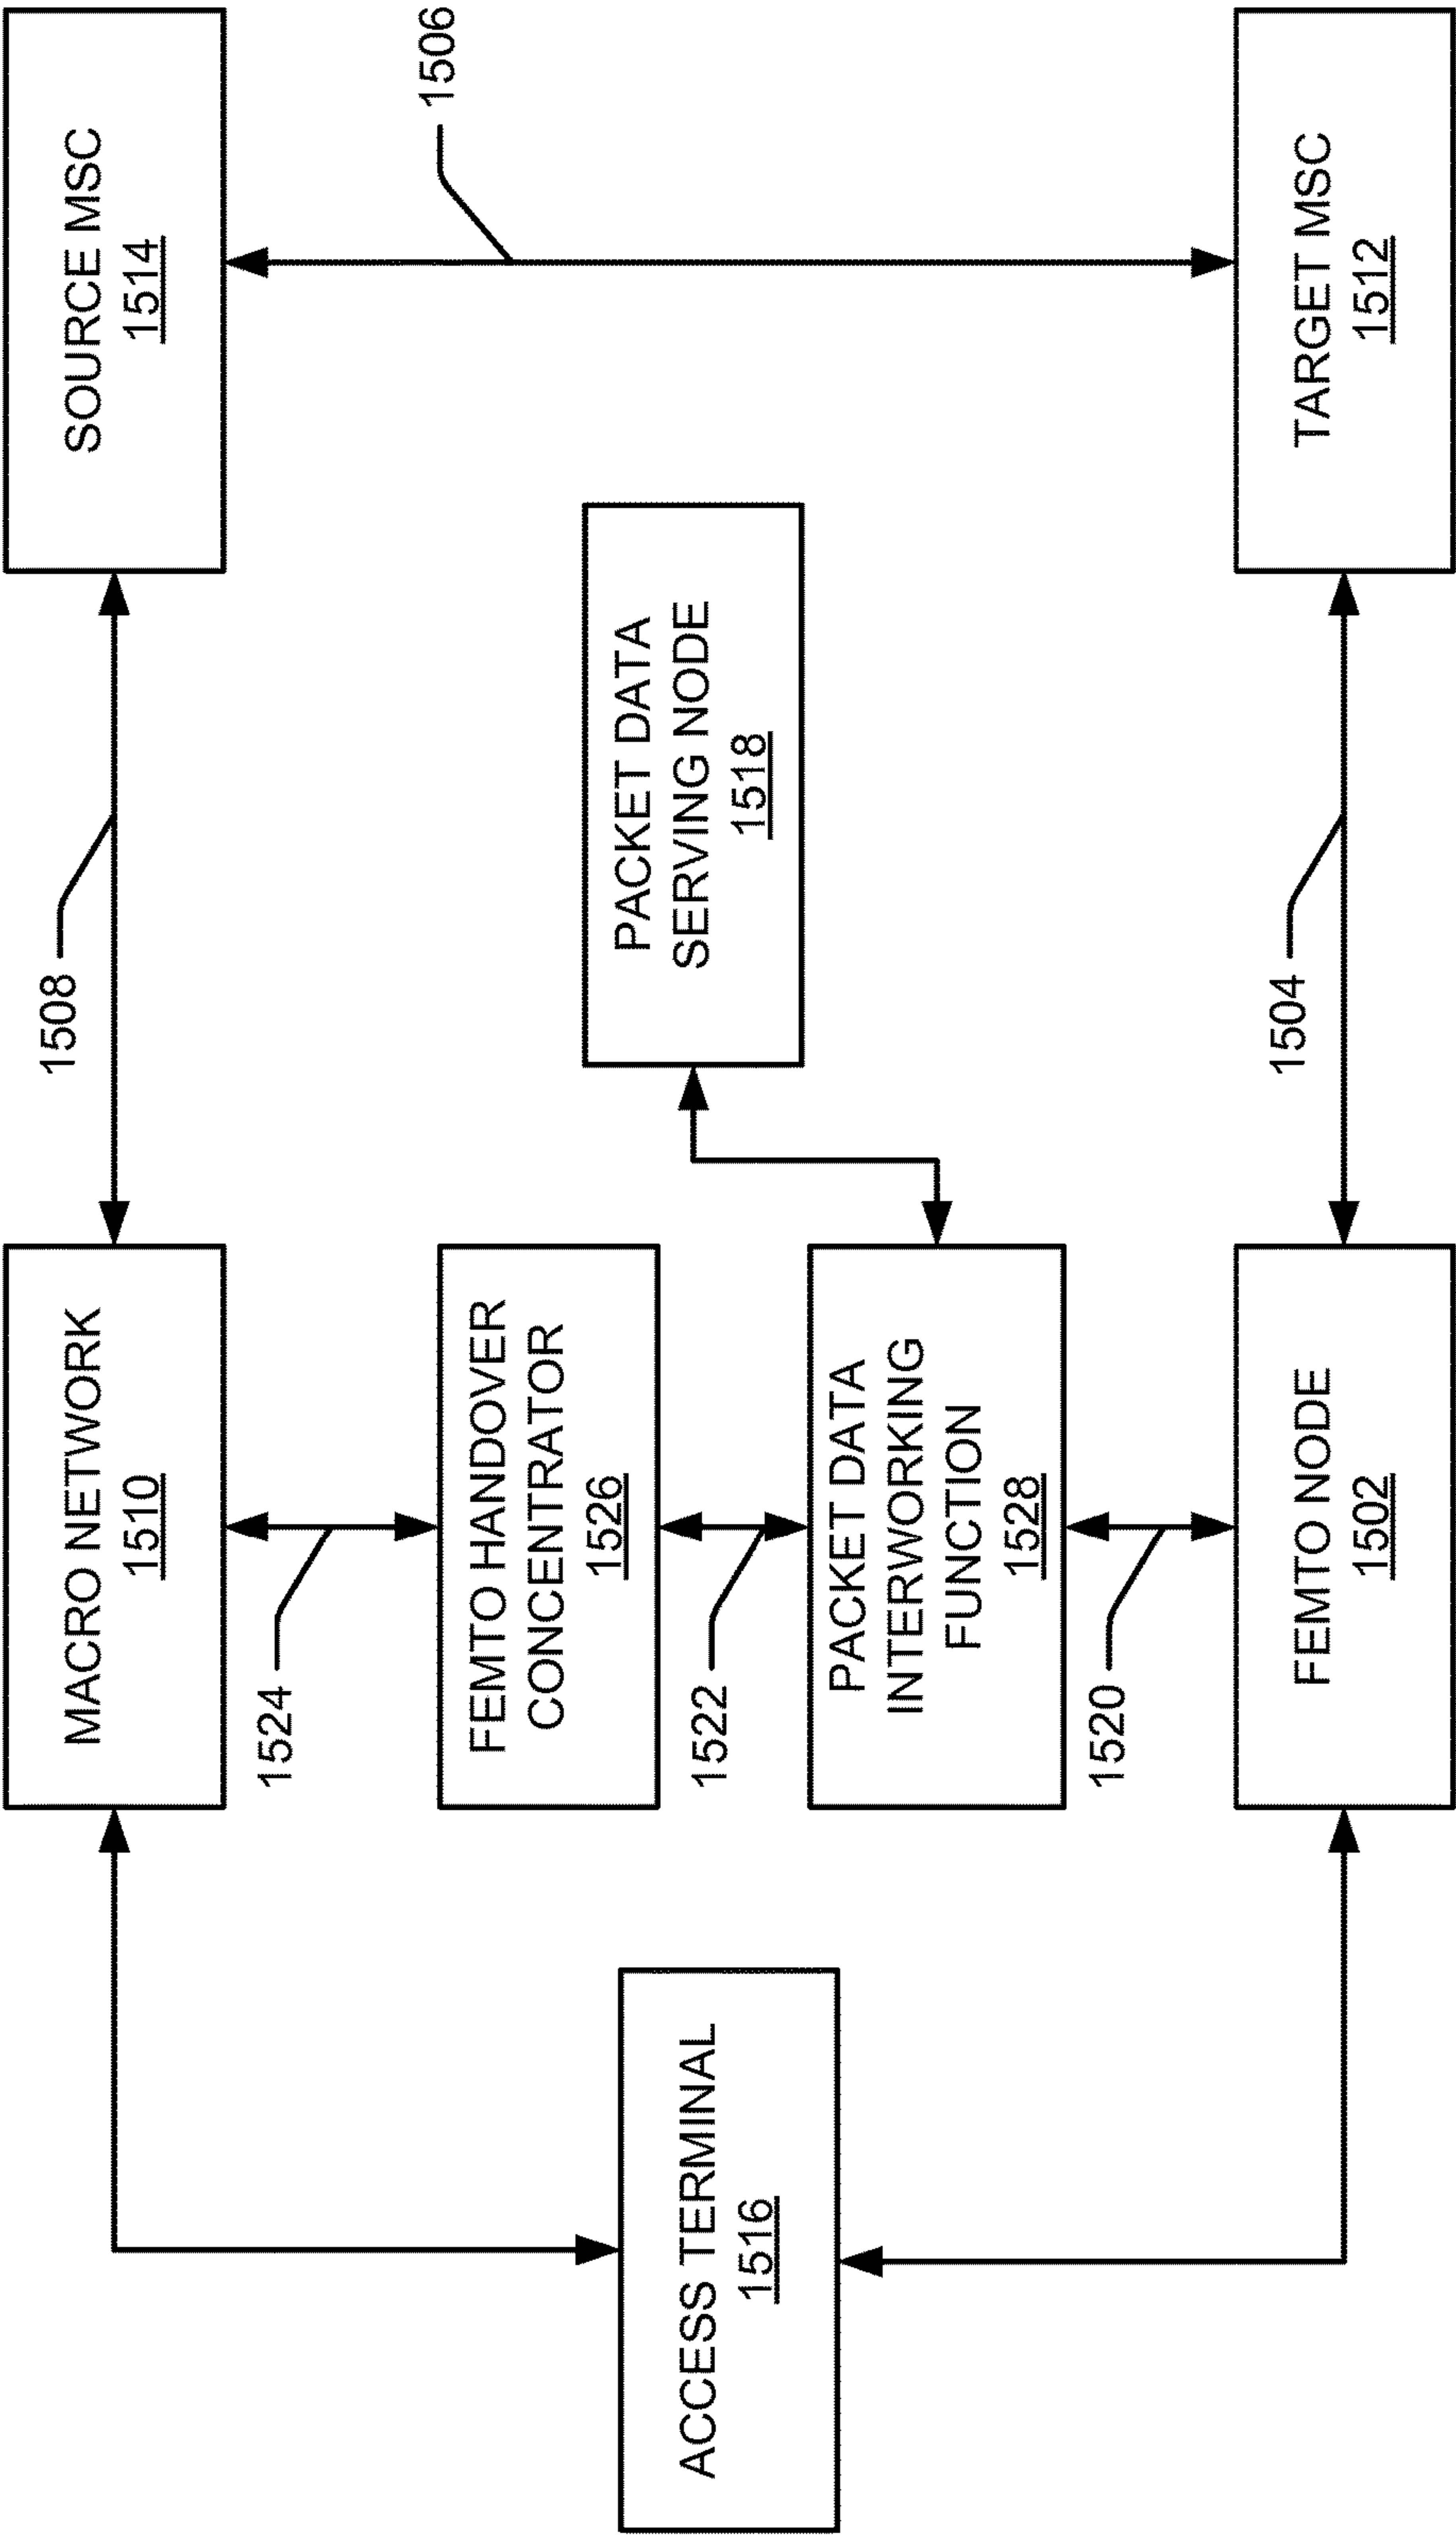 MACRO NETWORK
1510
1508
SOURCE MSC
1514
1524
1506
FEMTO HANDOVER
CONCENTRATOR
1526
PACKET DATA
SERVING NODE
1518
ACCESS TERMINAL
1516
1522
PACKET DATA
INTERWORKING
FUNCTION
1528
1520
1504
FEMTO NODE
1502
TARGET MSC
1512